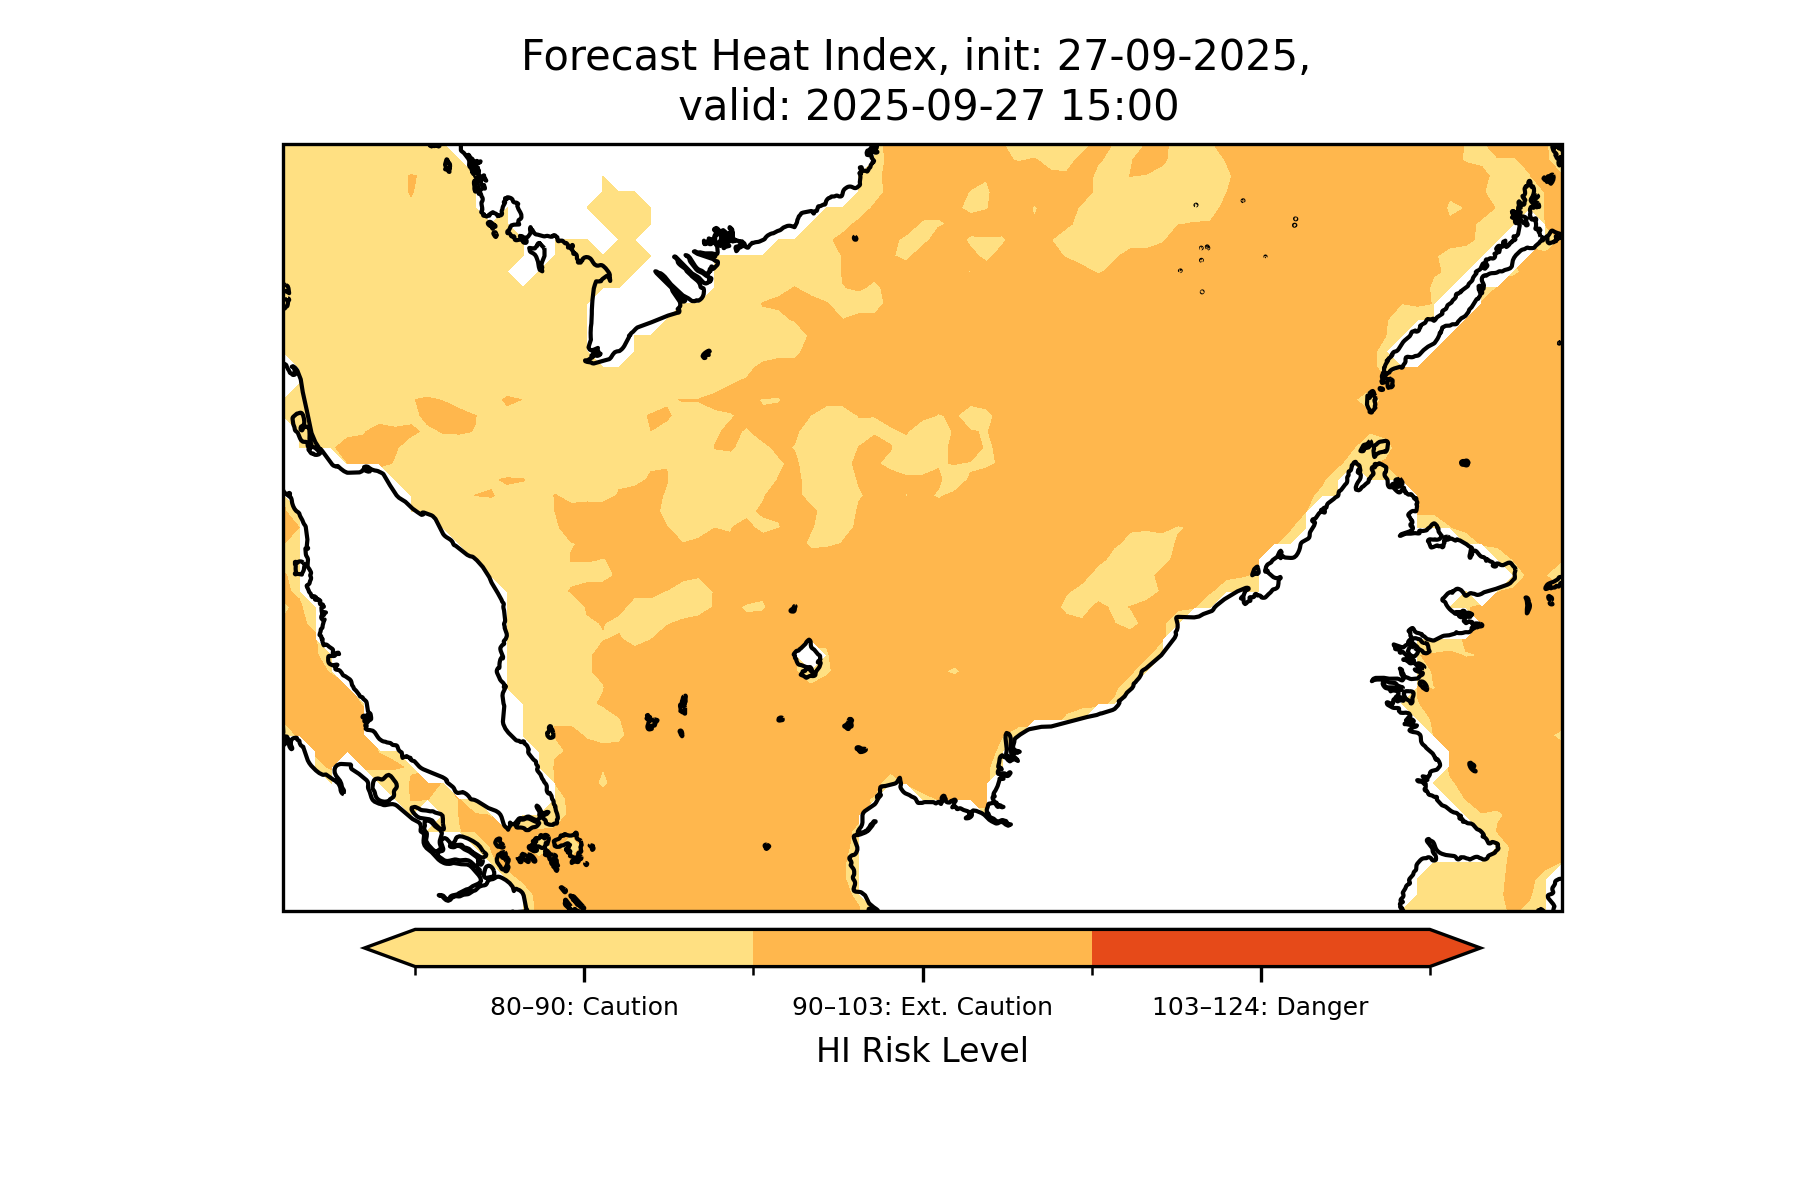 Forecast Heat Index, init: 27-09-2025,
valid: 2025-09-27 15:00
80–90: Caution
90–103: Ext. Caution
103–124: Danger
HI Risk Level